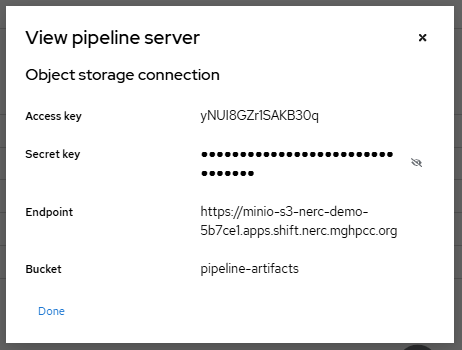 View pipeline server
Object storage connection
Access key
yNUI8GZr1SAKB30q
Secret key
●●●●●●●●●●●●●●●●●●●●●●●●●
●●●●●●●
Endpoint
https://minio-s3-nerc-demo-
5b7ce1.apps.shift.nerc.mghpcc.org
Bucket
pipeline-artifacts
Done